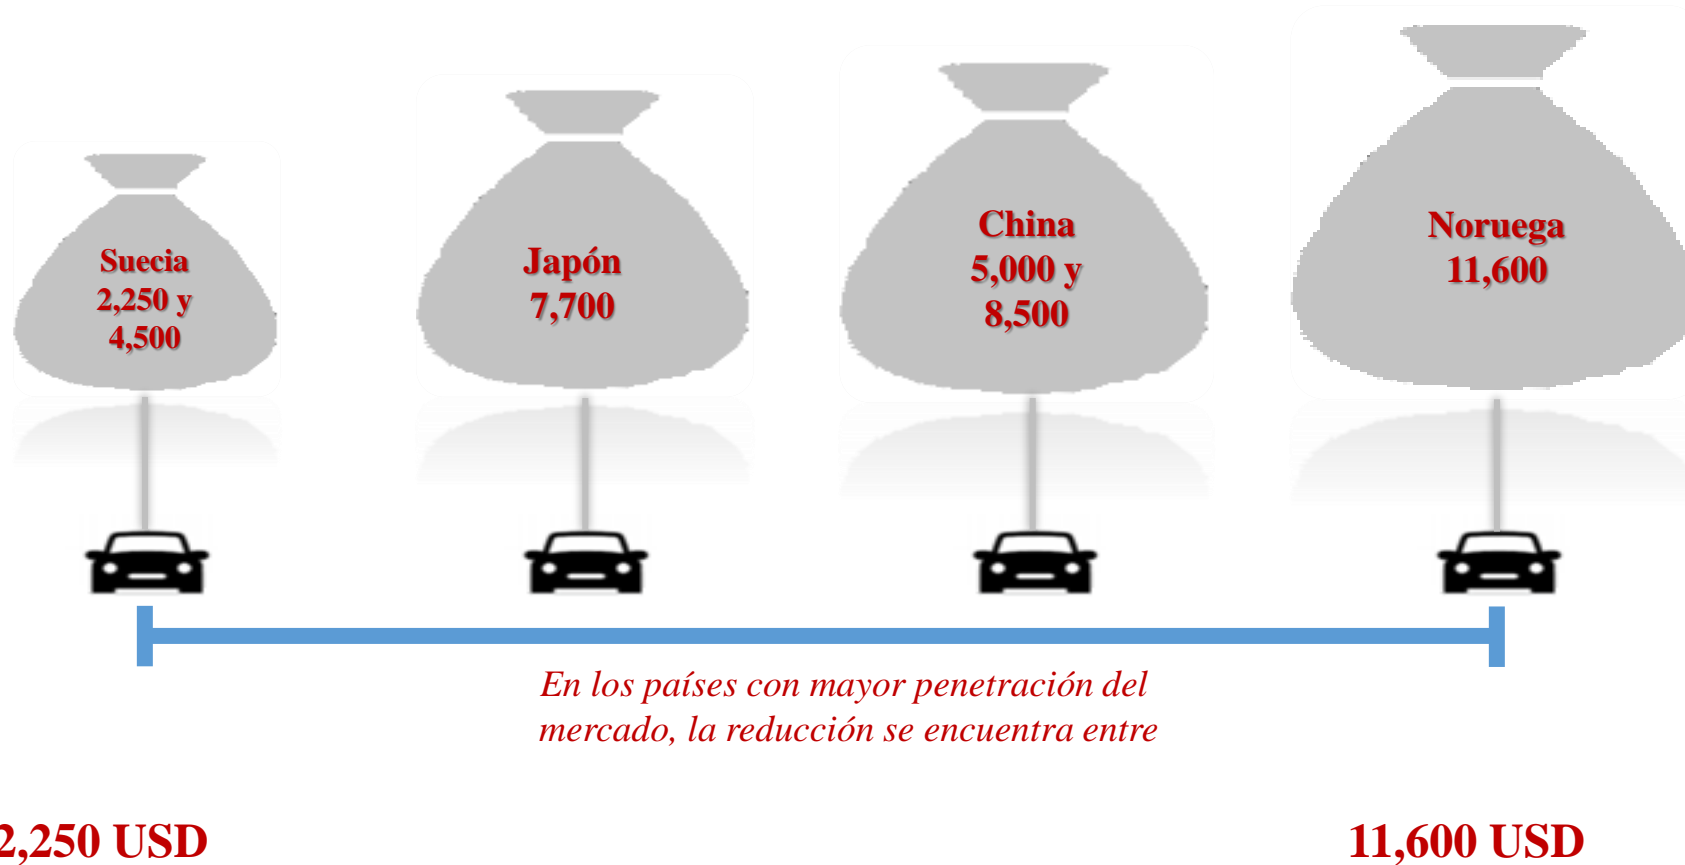 Suecia
2,250 y
4,500
Japón
7,700
China
5,000 y
8,500
Noruega
11,600
En los países con mayor penetración del
mercado, la reducción se encuentra entre
2,250 USD
11,600 USD